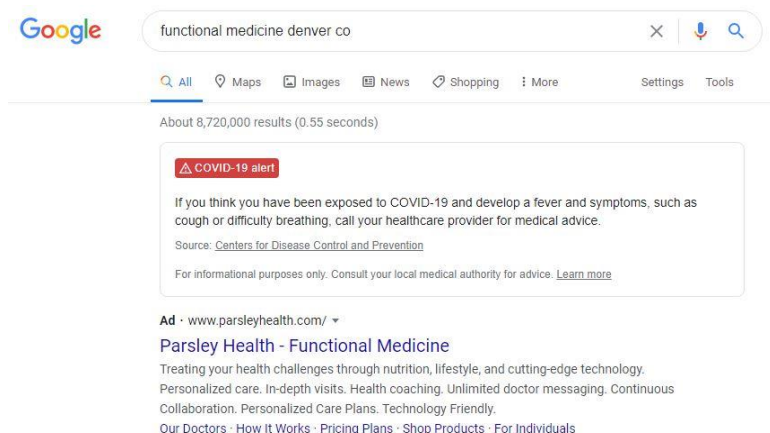 Google
functional medicine denver co
All Maps Images News Shopping More Settings Tools
About 8,720,000 results (0.55 seconds)
COVID-19 alert
If you think you have been exposed to COVID-19 and develop a fever and symptoms, such as
cough or difficulty breathing, call your healthcare provider for medical advice.
Source: Centers for Disease Control and Prevention
For informational purposes only. Consult your local medical authority for advice. Learn more
Ad · www.parsleyhealth.com/
Parsley Health - Functional Medicine
Treating your health challenges through nutrition, lifestyle, and cutting-edge technology.
Personalized care. In-depth visits. Health coaching. Unlimited doctor messaging. Continuous
Collaboration. Personalized Care Plans. Technology Friendly.
Our Doctors · How It Works · Pricing Plans · Shop Products · For Individuals